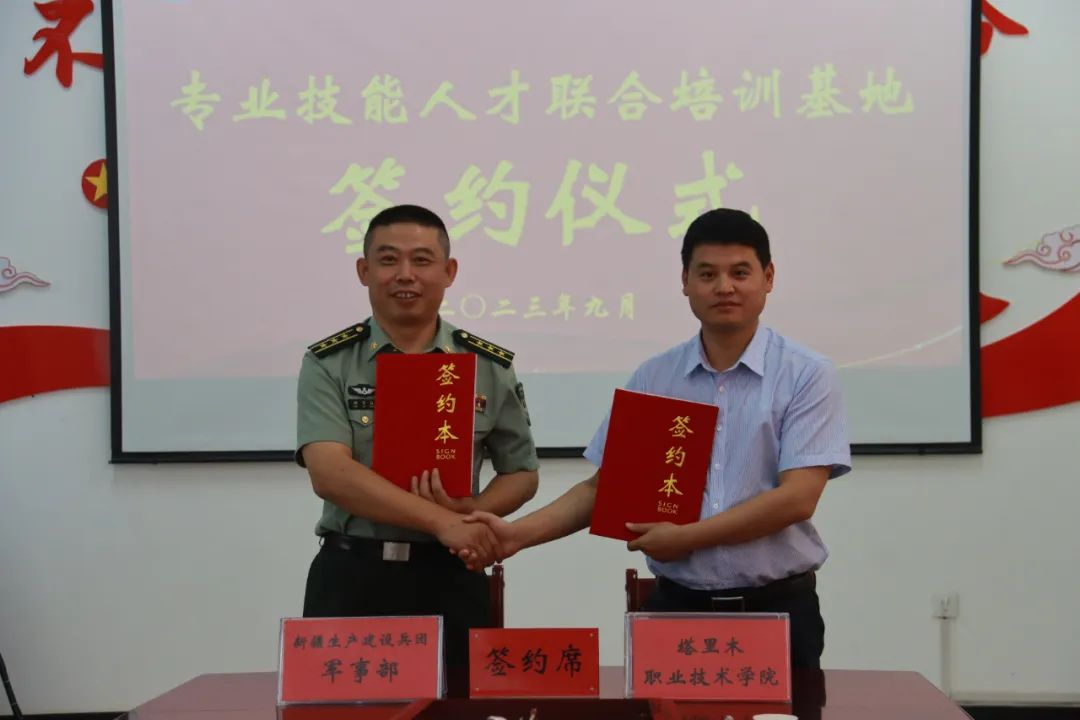 不
专业技能人才联合培训基地
签约仪式
二〇二三年九月
签约本
SIGN
BOOK
签约本
SIGN
BOOK
新疆生产建设兵团
军事部
签约席
塔里木
职业技术学院